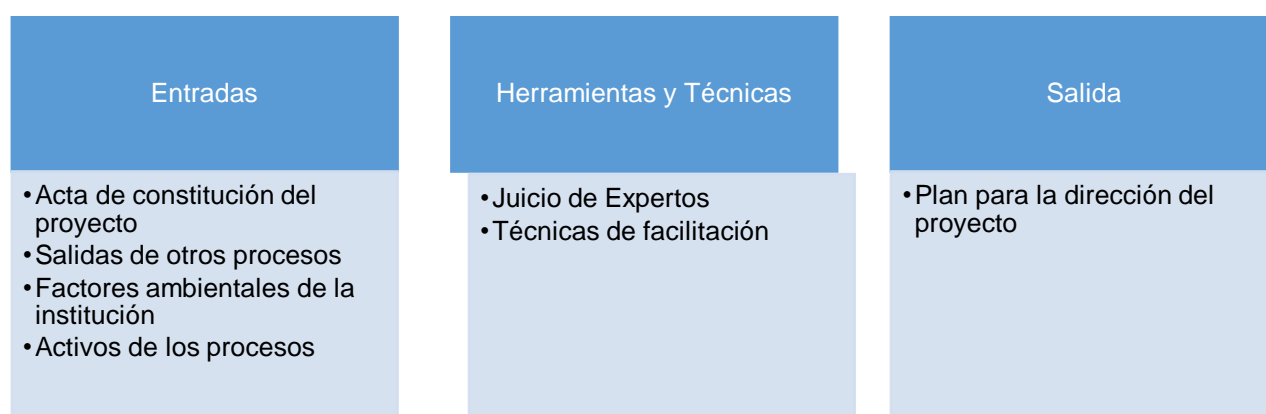 Entradas
•Acta de constitución del
proyecto
•Salidas de otros procesos
•Factores ambientales de la
institución
•Activos de los procesos
Herramientas y Técnicas
•Juicio de Expertos
•Técnicas de facilitación
Salida
•Plan para la dirección del
proyecto